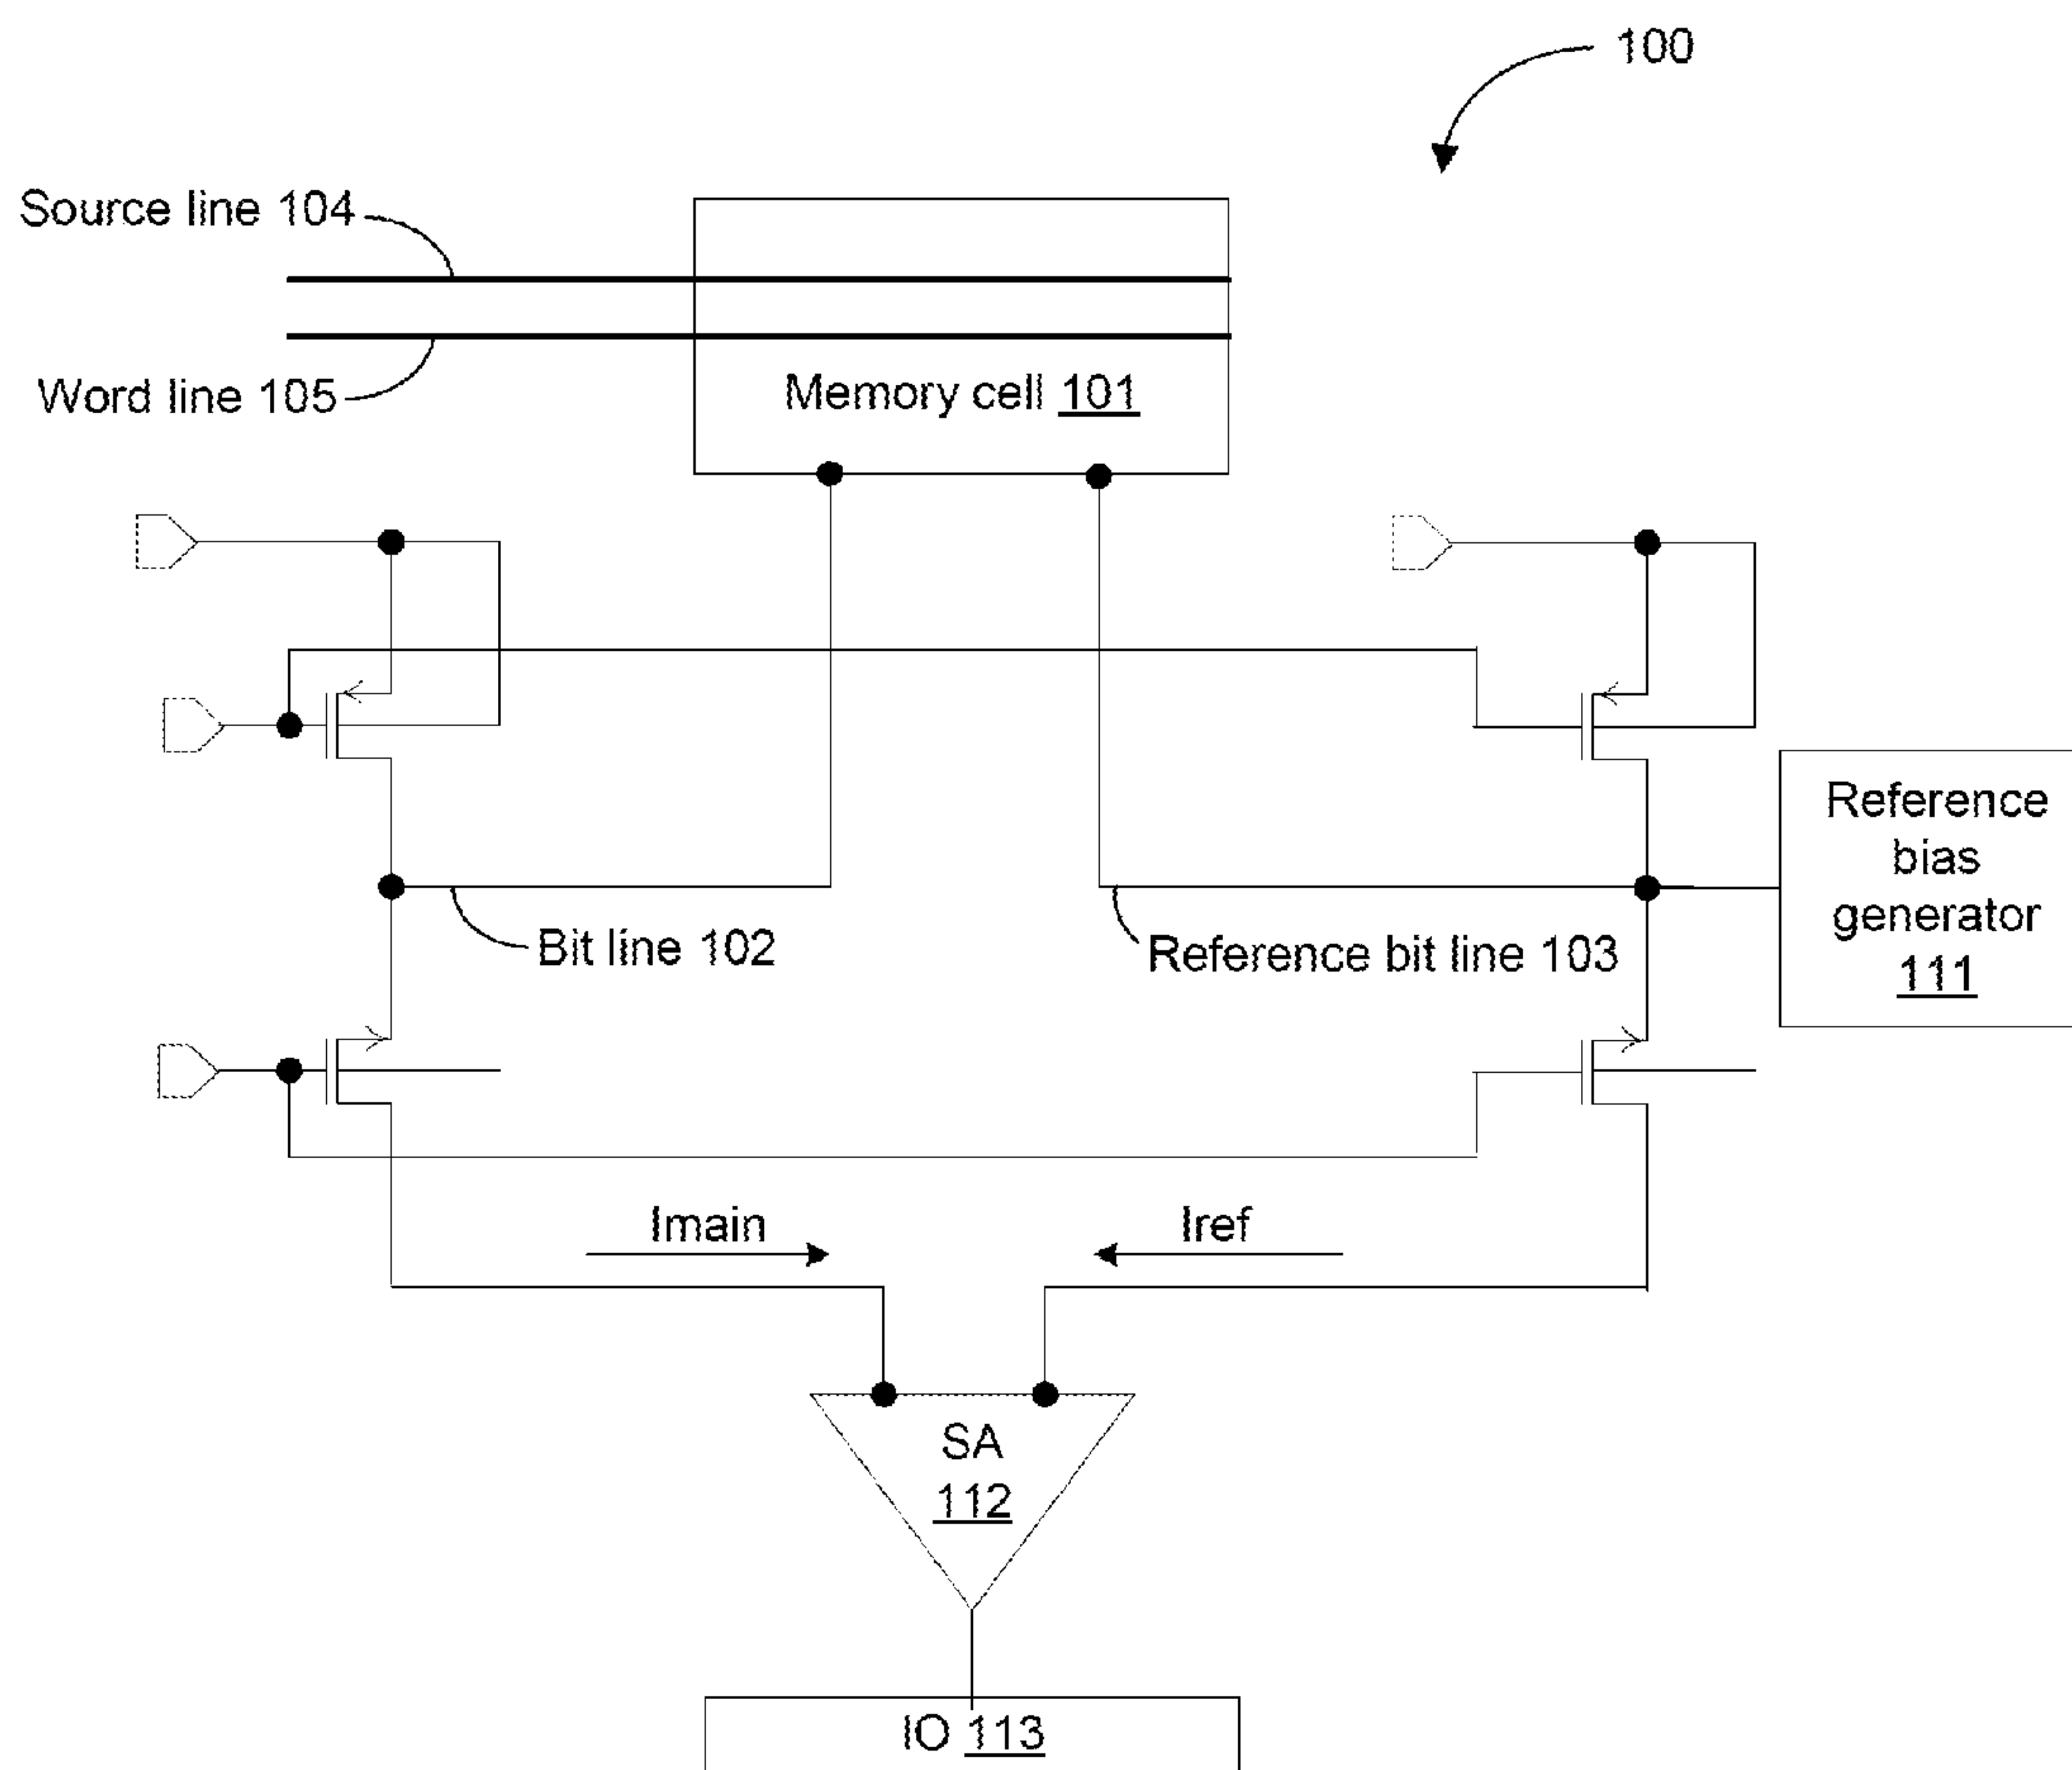 100
Source line 104
Word line 105
Memory cell 101
Reference
bias
generator
111
Bit line 102
Reference bit line 103
Imain
Iref
SA
112
IO 113